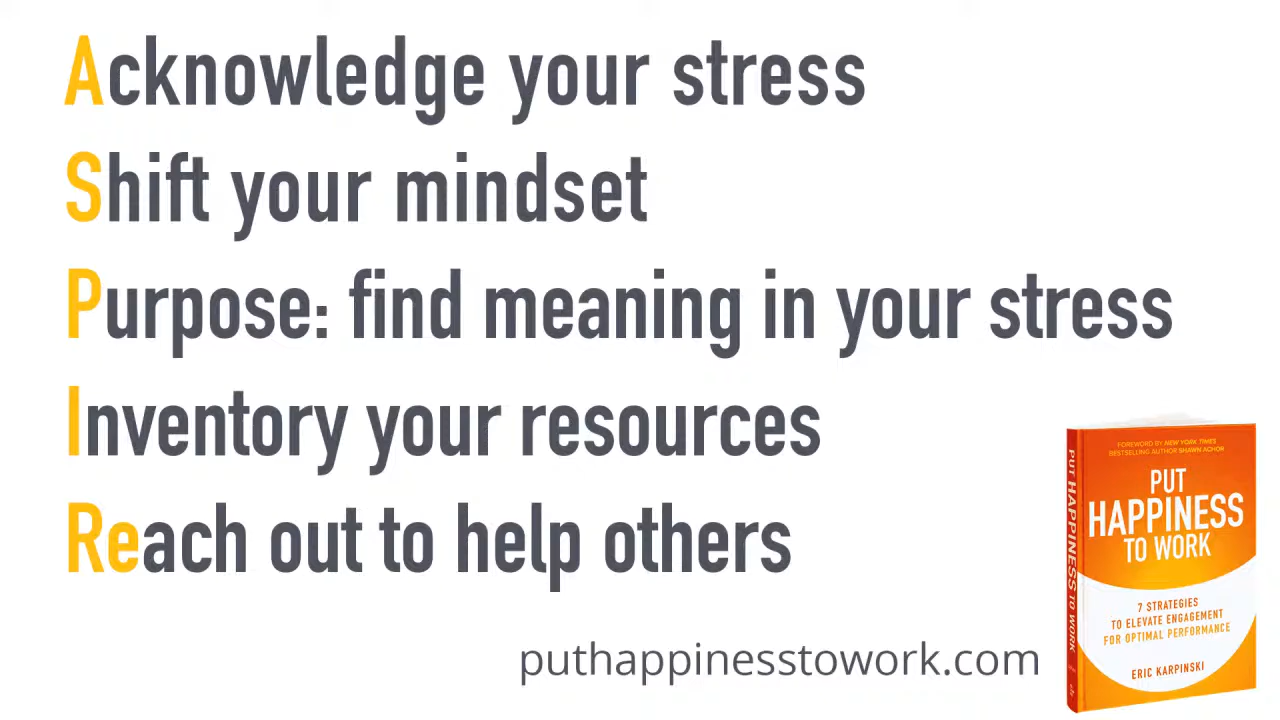 Acknowledge your stress
Shift your mindset
Purpose: find meaning in your stress
Inventory your resources
Reach out to help others
puthappinesstowork.com
PUT HAPPINESS TO WORK
FOREWORD BY NEW YORK TIMES
BESTSELLING AUTHOR SHAWN ACHOR
PUT
HAPPINESS
TO WORK
7 STRATEGIES
TO ELEVATE ENGAGEMENT
FOR OPTIMAL PERFORMANCE
ERIC KARPINSKI